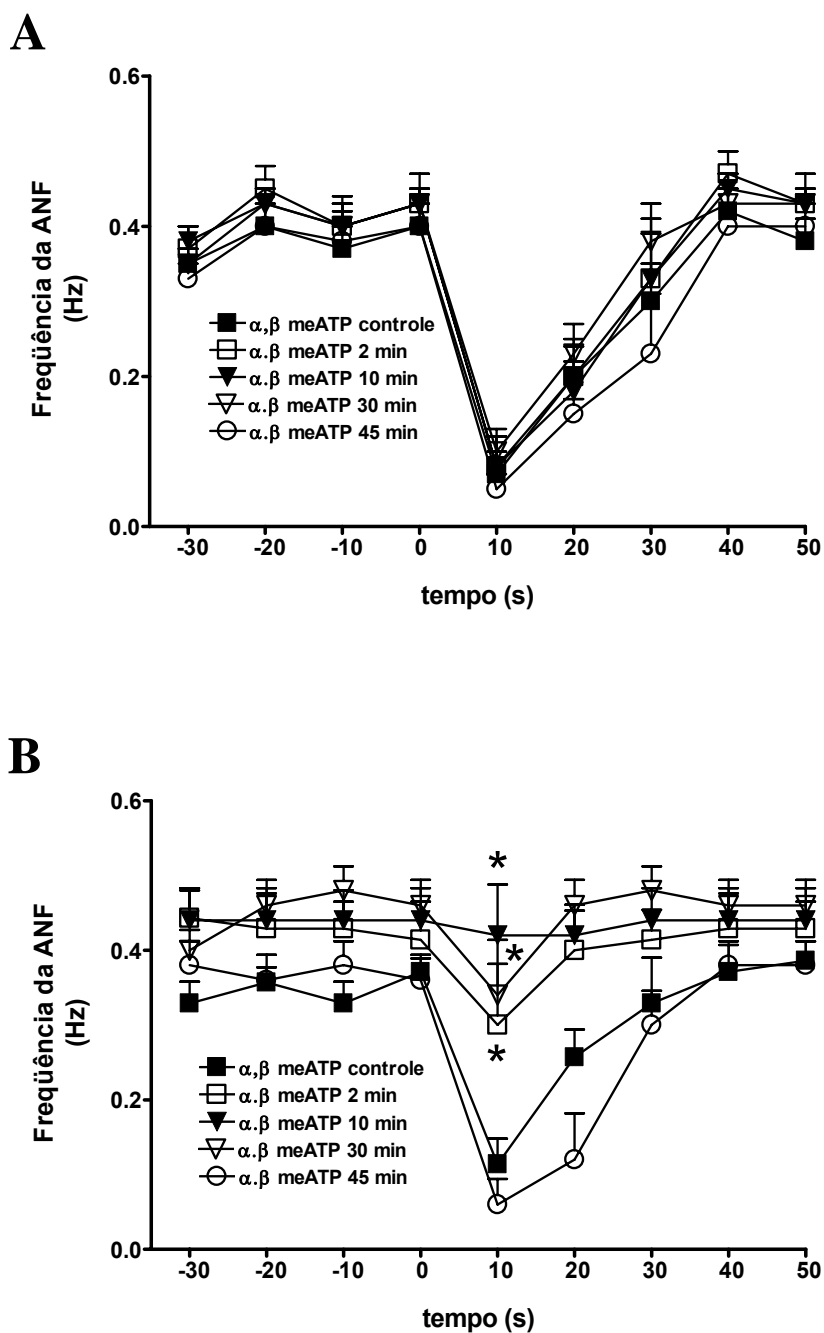 A
0.6
0.4
0.2
0.0
Freqüência da ANF
(Hz)
α,β meATP controle
α.β meATP 2 min
α.β meATP 10 min
α.β meATP 30 min
α.β meATP 45 min
-30 -20 -10 0 10 20 30 40 50
tempo (s)
B
0.6
0.4
0.2
0.0
Freqüência da ANF
(Hz)
*
*
*
α,β meATP controle
α.β meATP 2 min
α.β meATP 10 min
α.β meATP 30 min
α.β meATP 45 min
-30 -20 -10 0 10 20 30 40 50
tempo (s)